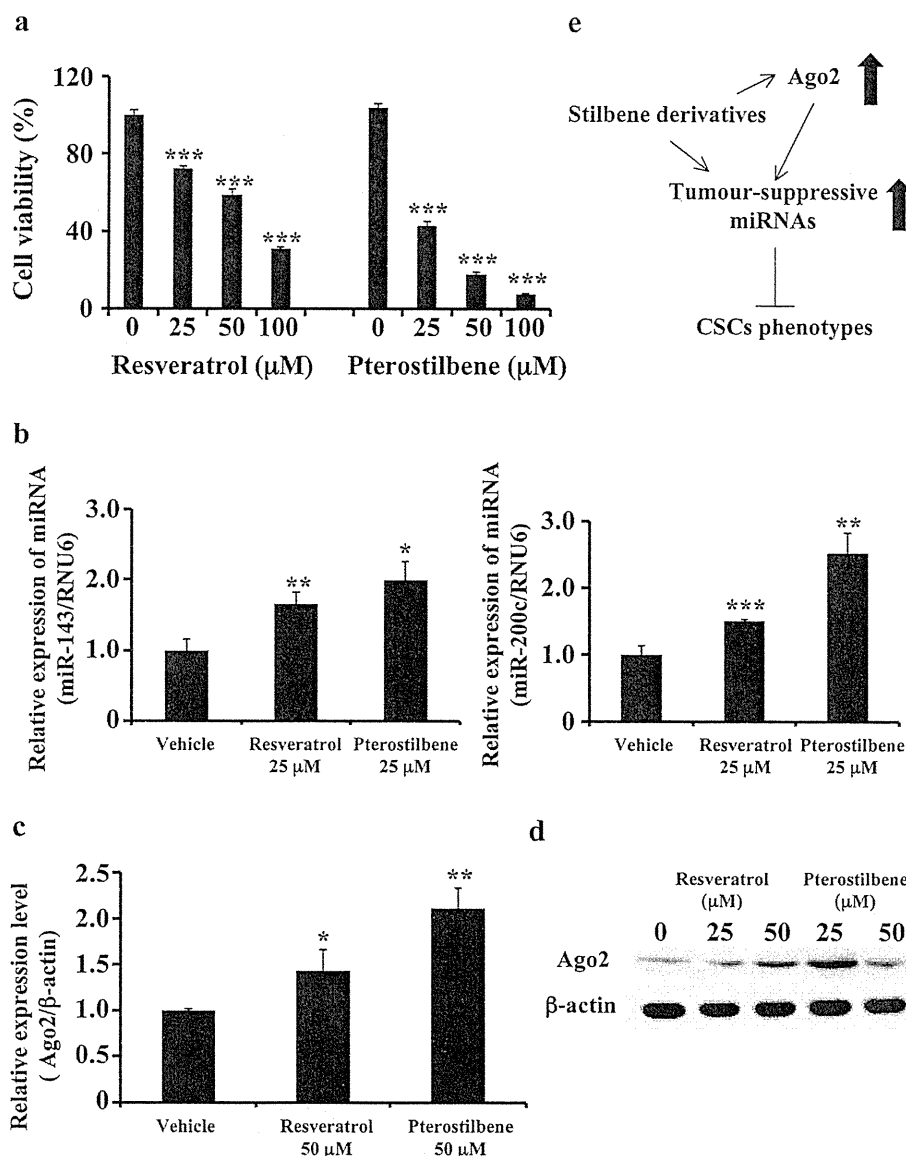 a
Cell viability (%)
120
80
40
0
***
***
***
***
***
***
0 25 50 100 0 25 50 100
Resveratrol (μM) Pterostilbene (μM)
e
Ago2
Stilbene derivatives
Tumour-suppressive
miRNAs
CSCs phenotypes
b
Relative expression of miRNA
(miR-143/RNU6)
3.0
2.0
1.0
0
**
*
Vehicle Resveratrol Pterostilbene
25 μM 25 μM
Relative expression of miRNA
(miR-200c/RNU6)
3.0
2.0
1.0
0
***
**
Vehicle Resveratrol Pterostilbene
25 μM 25 μM
c
Relative expression level
( Ago2/β-actin)
2.5
2.0
1.5
1.0
0.5
0
*
**
Vehicle Resveratrol Pterostilbene
50 μM 50 μM
d
Resveratrol Pterostilbene
(μM) (μM)
0 25 50 25 50
Ago2
β-actin